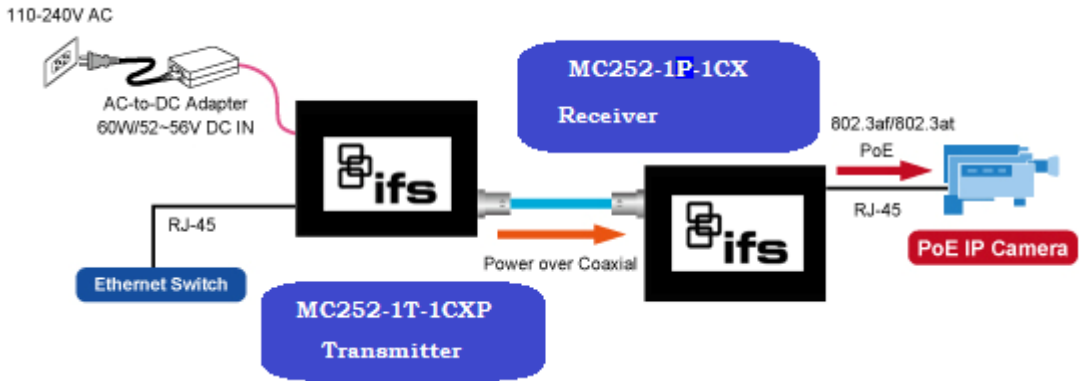 110-240V AC
AC-to-DC Adapter
60W/52~56V DC IN
ifs
MC252-1P-1CX
Receiver
802.3af/802.3at
PoE
RJ-45
RJ-45
ifs
PoE IP Camera
Power over Coaxial
Ethernet Switch
MC252-1T-1CXP
Transmitter